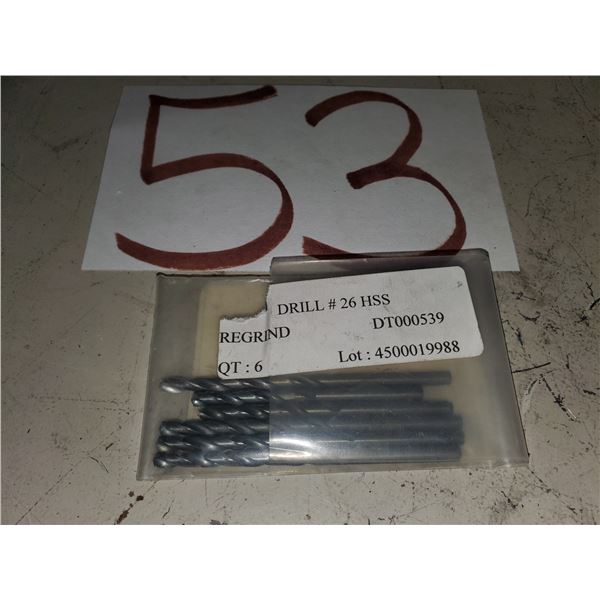 53
DRILL # 26 HSS
REGRIND DT000539
QT : 6 Lot : 4500019988